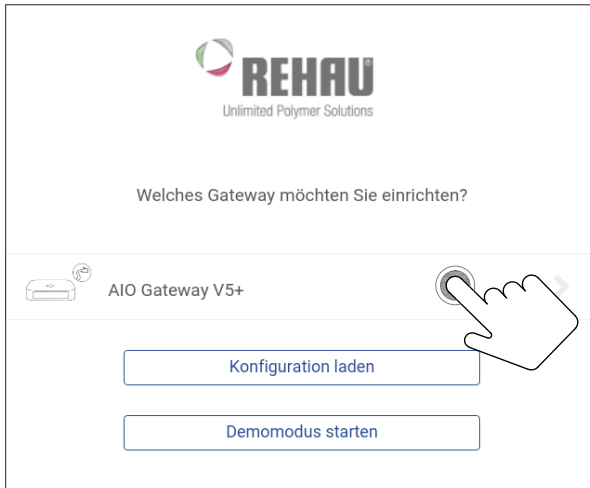 REHAU®
Unlimited Polymer Solutions
Welches Gateway möchten Sie einrichten?
AIO Gateway V5+
Konfiguration laden
Demomodus starten